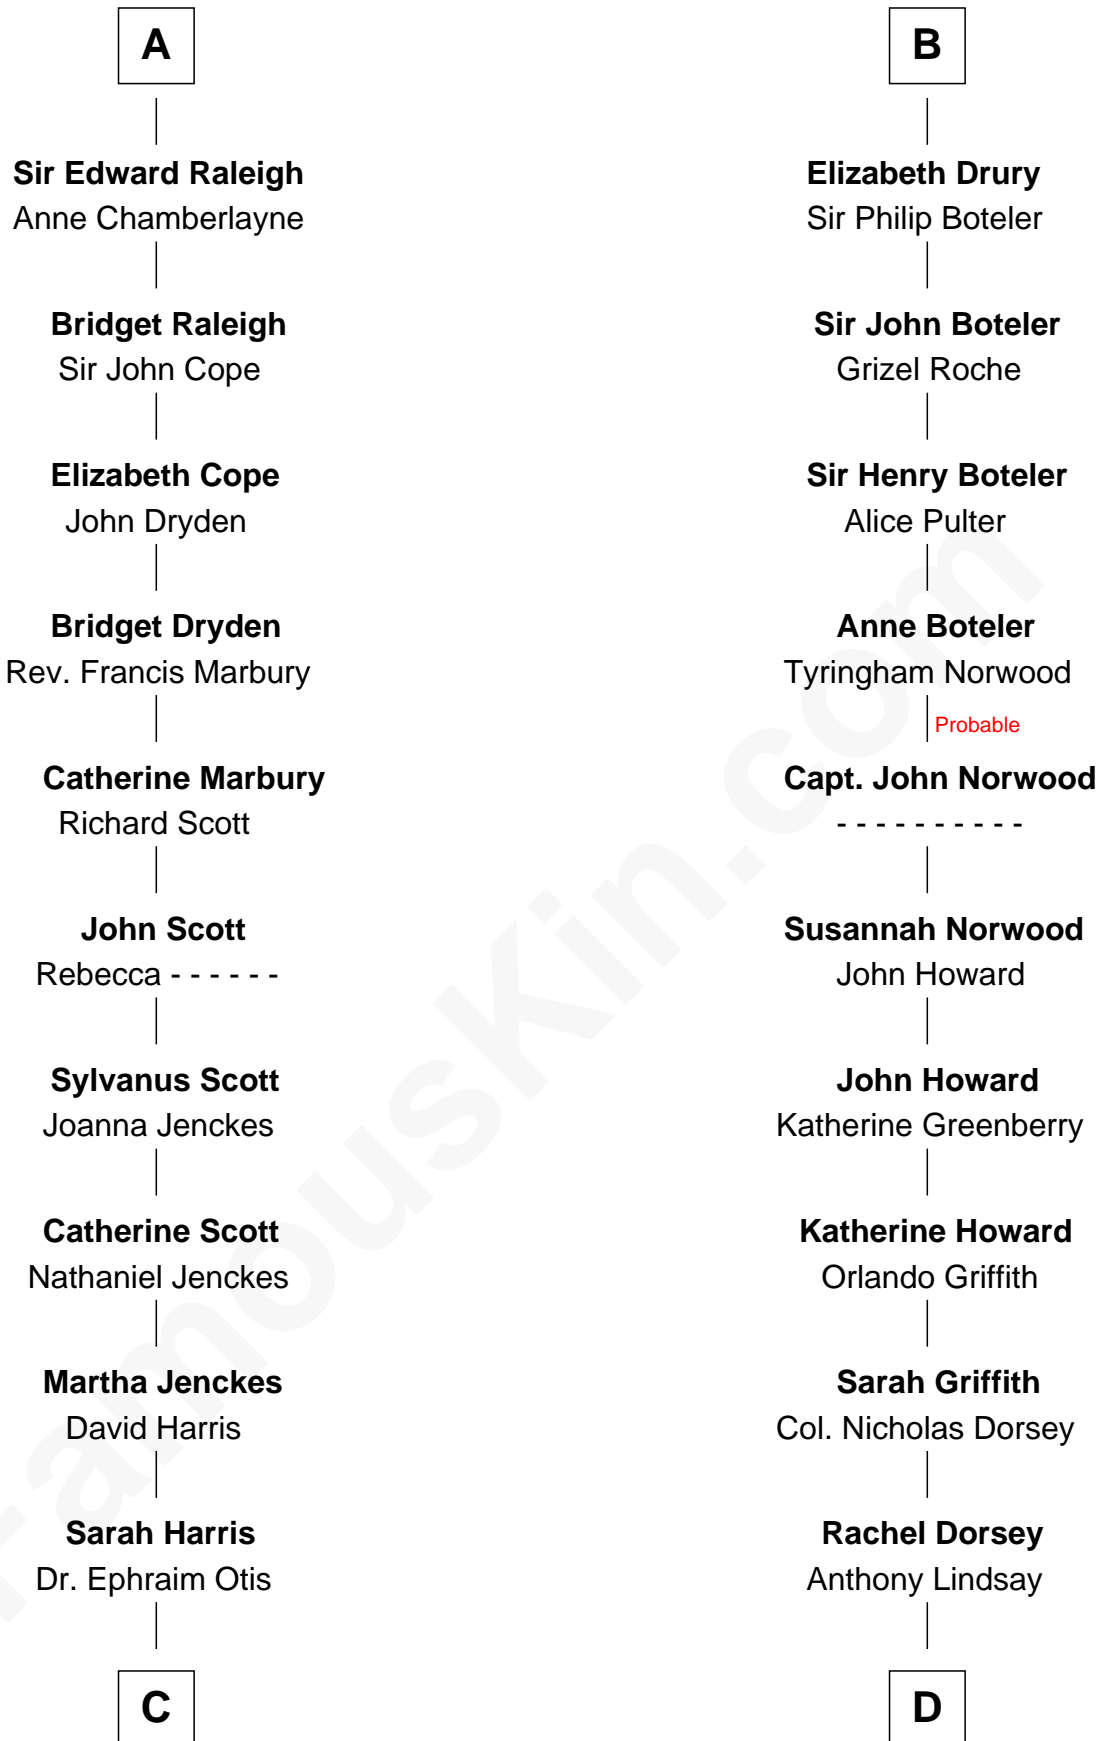 A
Sir Edward Raleigh
Anne Chamberlayne
Bridget Raleigh
Sir John Cope
Elizabeth Cope
John Dryden
Bridget Dryden
Rev. Francis Marbury
Catherine Marbury
Richard Scott
John Scott
Rebecca - - - - - -
Sylvanus Scott
Joanna Jenckes
Catherine Scott
Nathaniel Jenckes
Martha Jenckes
David Harris
Sarah Harris
Dr. Ephraim Otis
C
B
Elizabeth Drury
Sir Philip Boteler
Sir John Boteler
Grizel Roche
Sir Henry Boteler
Alice Pulter
Anne Boteler
Tyringham Norwood
Probable
Capt. John Norwood
- - - - - - - - - -
Susannah Norwood
John Howard
John Howard
Katherine Greenberry
Katherine Howard
Orlando Griffith
Sarah Griffith
Col. Nicholas Dorsey
Rachel Dorsey
Anthony Lindsay
D
FamousKin.com